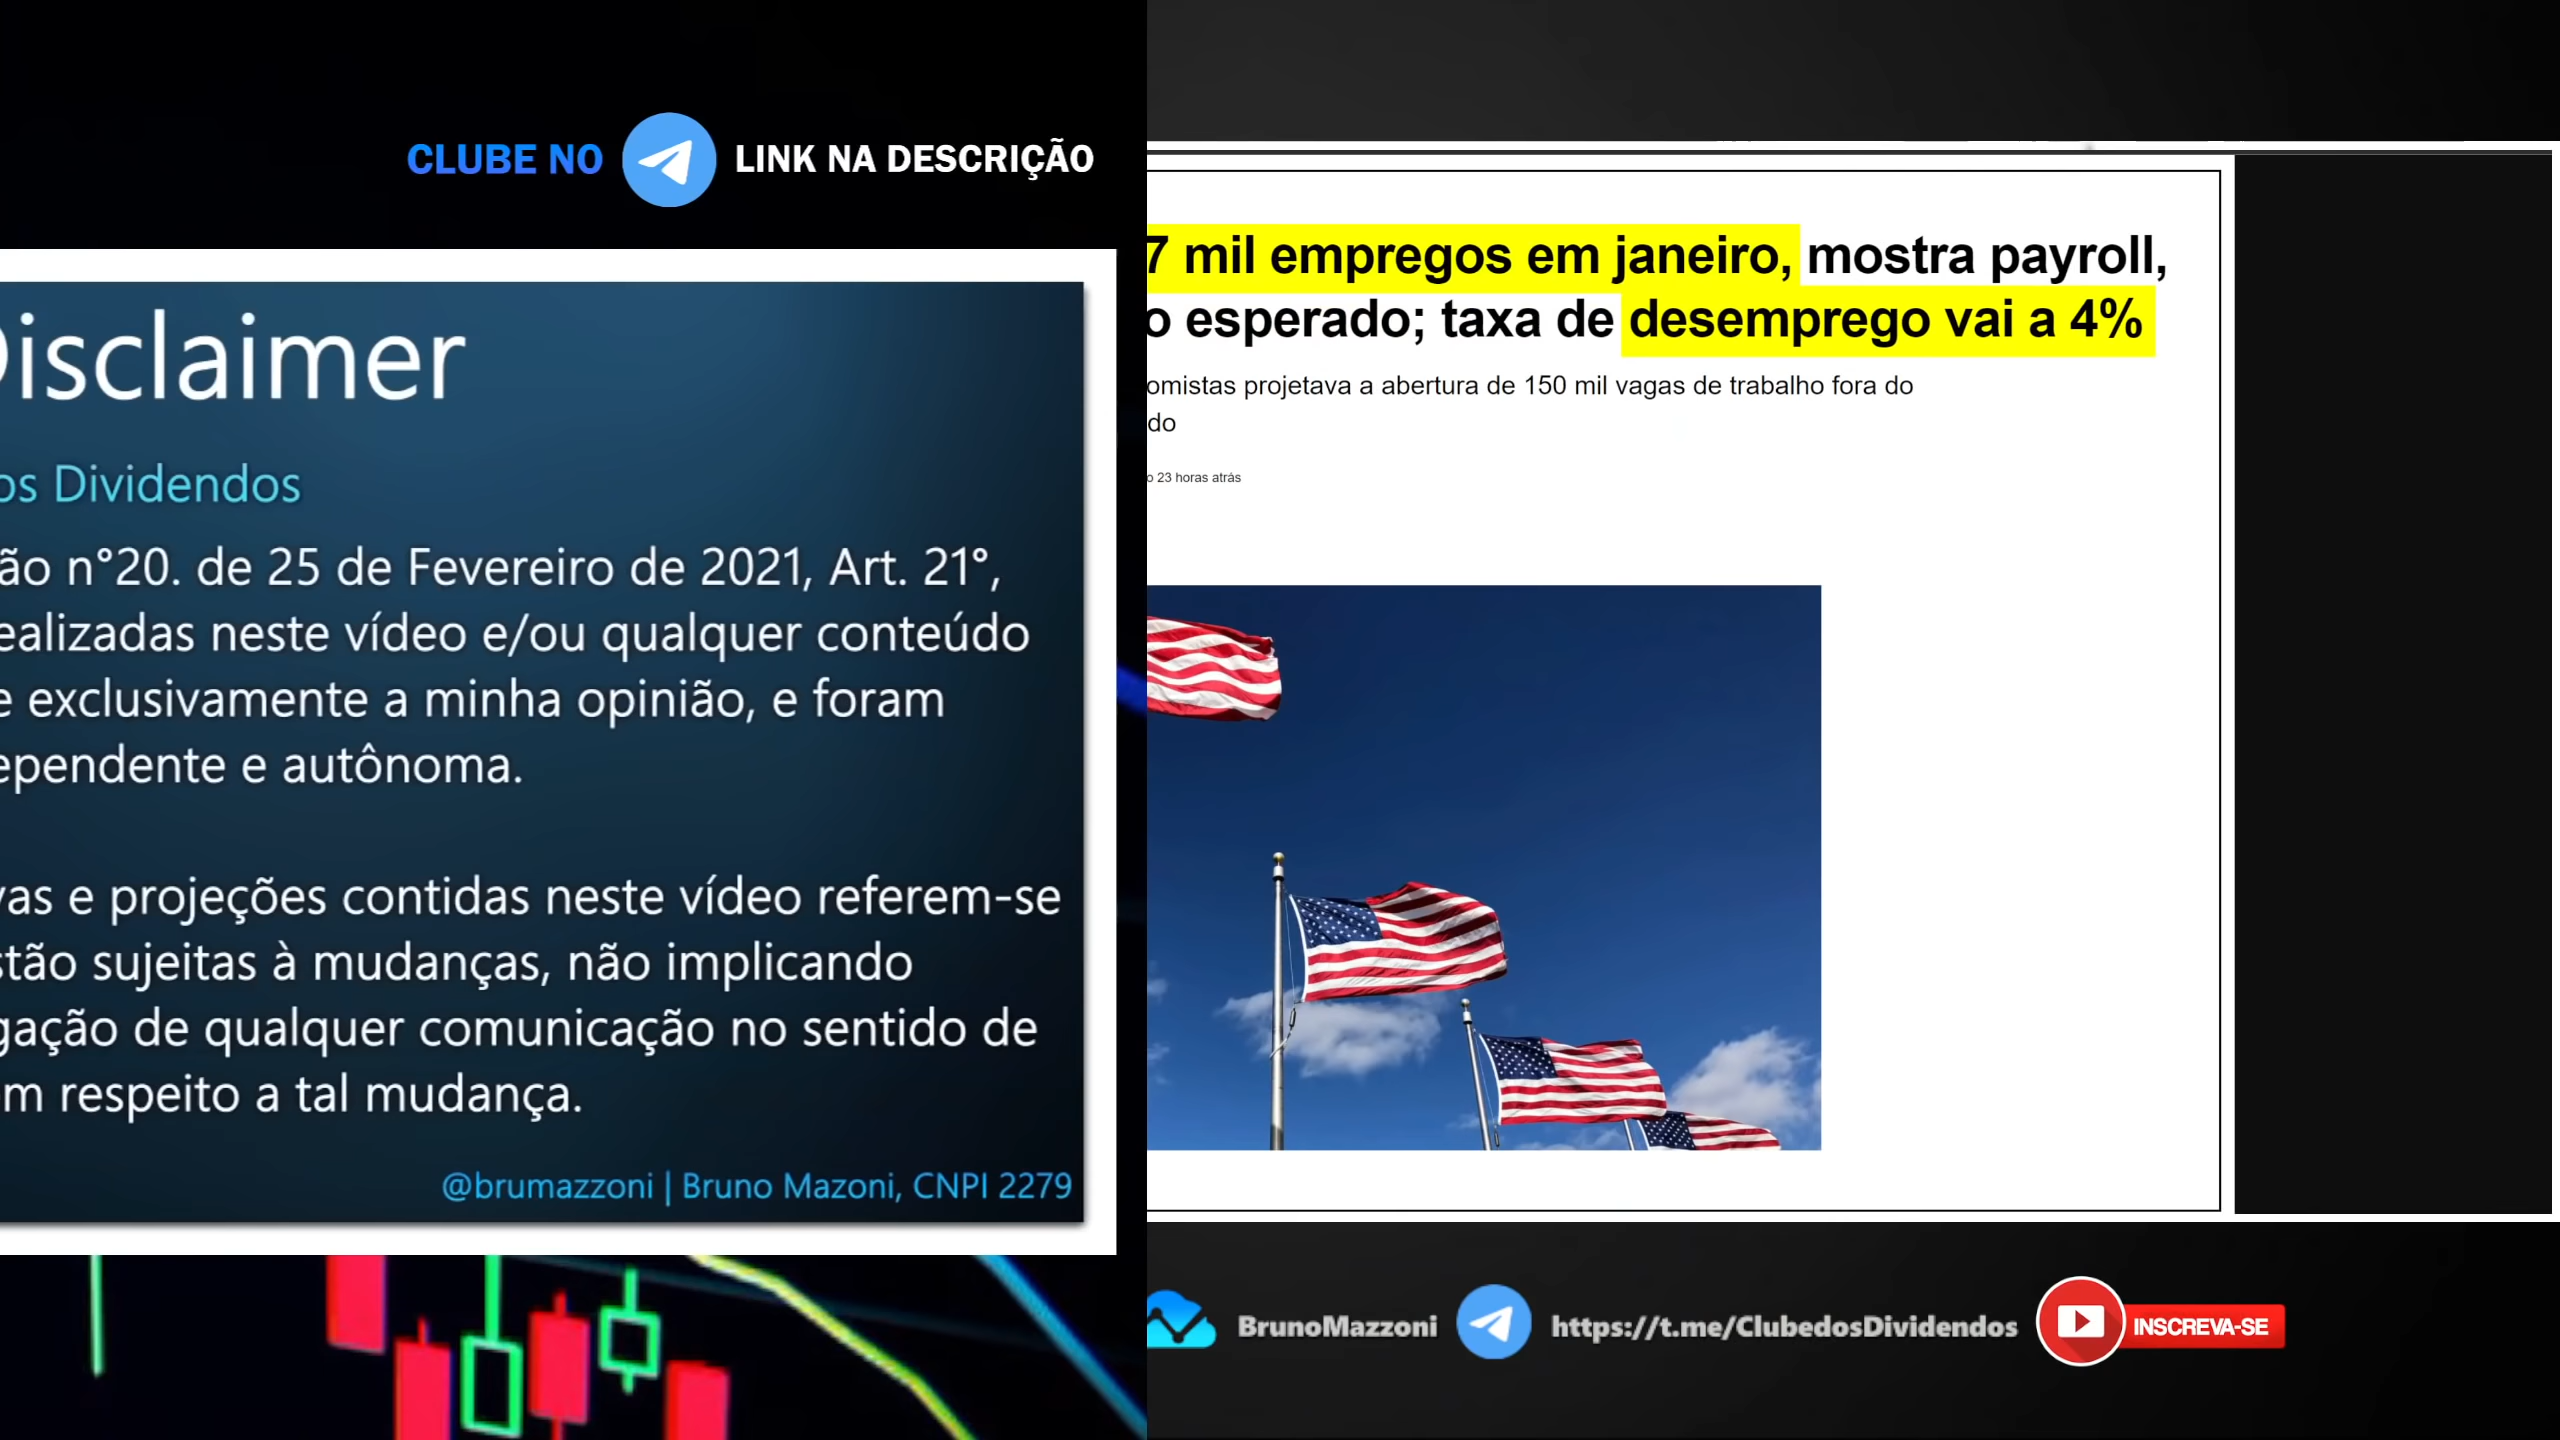 CLUBE NO LINK NA DESCRIÇÃO
Disclaimer
os Dividendos
ão n°20. de 25 de Fevereiro de 2021, Art. 21°,
ealizadas neste vídeo e/ou qualquer conteúdo
e exclusivamente a minha opinião, e foram
ependente e autônoma.
vas e projeções contidas neste vídeo referem-se
stão sujeitas à mudanças, não implicando
gação de qualquer comunicação no sentido de
m respeito a tal mudança.
@brumazzoni | Bruno Mazoni, CNPI 2279
7 mil empregos em janeiro, mostra payroll,
o esperado; taxa de desemprego vai a 4%
omistas projetava a abertura de 150 mil vagas de trabalho fora do
do
o 23 horas atrás
BrunoMazzoni https://t.me/ClubedosDividendos INSCREVA-SE